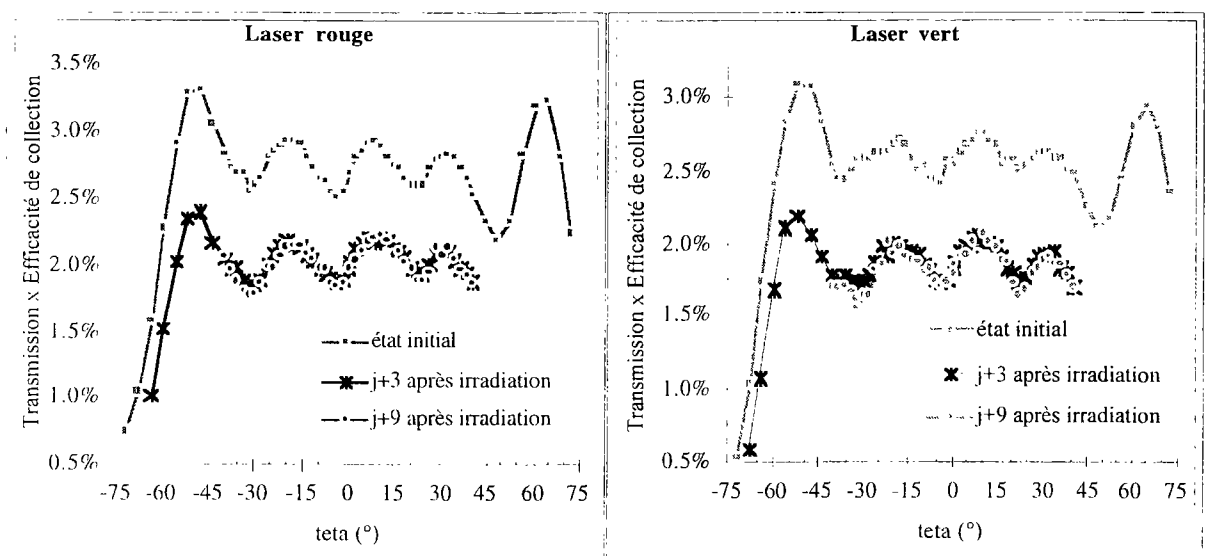 Laser rouge
Transmission x Efficacité de collection
3.5%
3.0%
2.5%
2.0%
1.5%
1.0%
0.5%
état initial
j+3 après irradiation
j+9 après irradiation
-75 -60 -45 -30 -15 0 15 30 45 60 75
teta (°)
Laser vert
Transmission x Efficacité de collection
3.0%
2.5%
2.0%
1.5%
1.0%
0.5%
état initial
j+3 après irradiation
j+9 après irradiation
-75 -60 -45 -30 -15 0 15 30 45 60 75
teta (°)